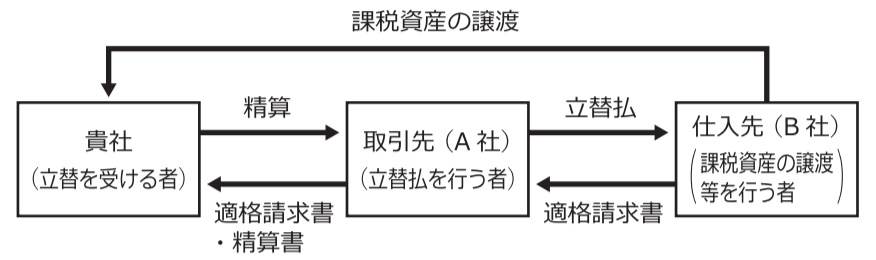 課税資産の譲渡
貴社
(立替を受ける者)
精算
適格請求書
・精算書
取引先(A 社)
(立替払を行う者)
立替払
適格請求書
仕入先(B 社)
(課税資産の譲渡
等を行う者)